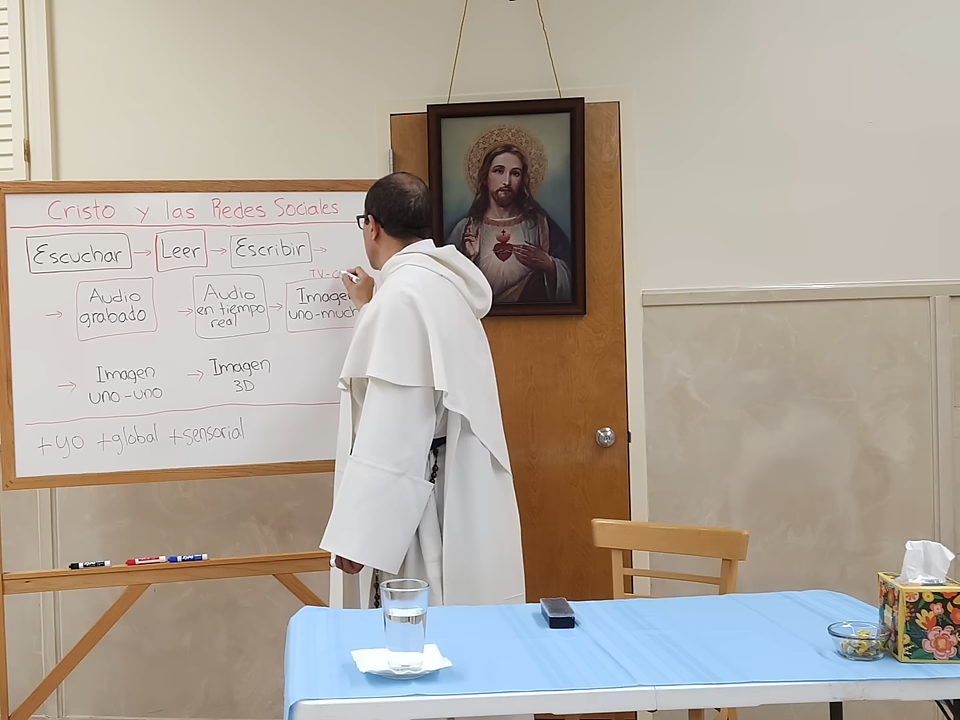 Cristo y las Redes Sociales
Escuchar → Leer → Escribir →
TV-C
→ Audio grabado → Audio en tiempo real → Imagen uno-much
→ Imagen uno-uno → Imagen 3D
+yo +global +sensorial